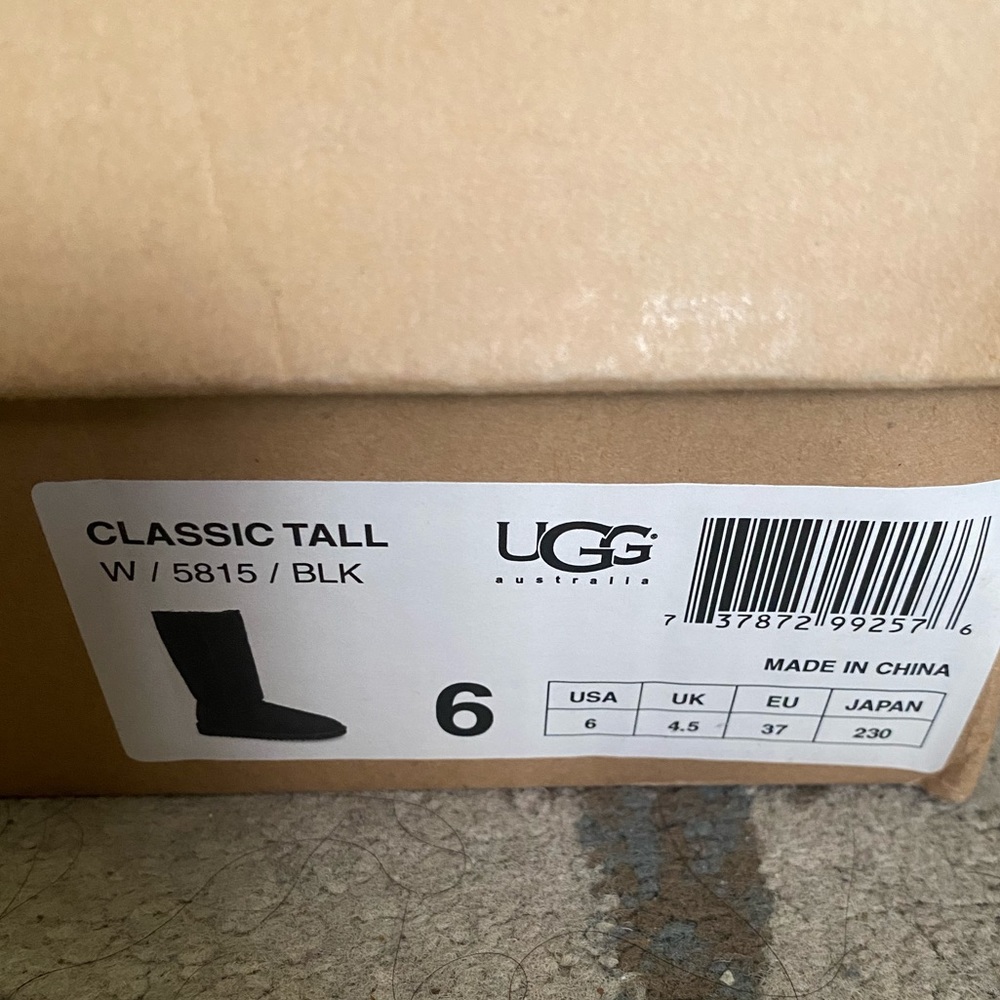 CLASSIC TALL
W / 5815 / BLK
UGG®
australia
7 37872 99257 6
MADE IN CHINA
6
USA UK EU JAPAN
6 4.5 37 230